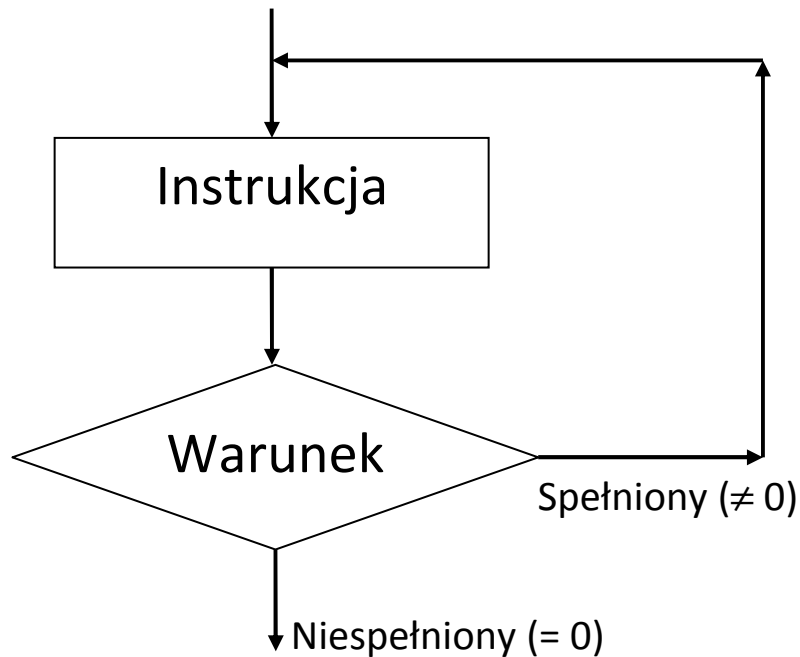 Instrukcja
Warunek
Spełniony (≠ 0)
Niespełniony (= 0)